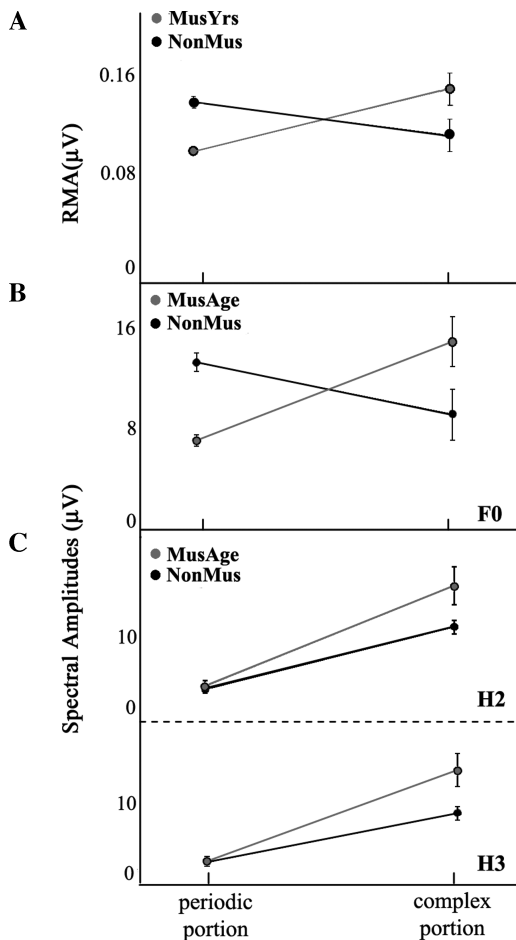 A
MusYrs
NonMus
RMA(μV)
0.16
0.08
0
B
MusAge
NonMus
16
8
0
F0
Spectral Amplitudes (μV)
C
MusAge
NonMus
10
0
H2
10
0
H3
periodic
portion
complex
portion